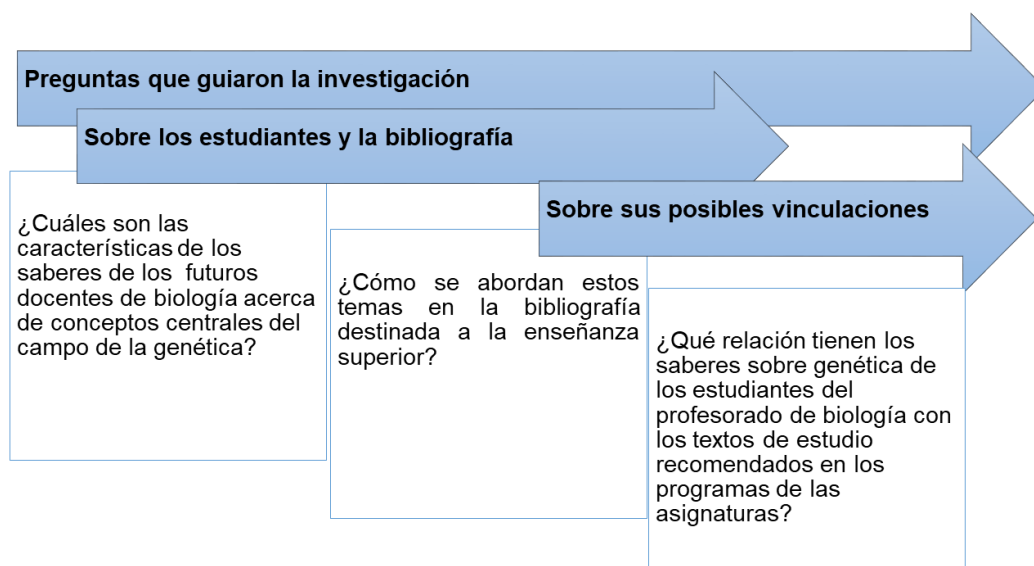 Preguntas que guiaron la investigación
Sobre los estudiantes y la bibliografía
Sobre sus posibles vinculaciones
¿Cuáles son las
características de los
saberes de los futuros
docentes de biología acerca
de conceptos centrales del
campo de la genética?
¿Cómo se abordan estos
temas en la bibliografía
destinada a la enseñanza
superior?
¿Qué relación tienen los
saberes sobre genética de
los estudiantes del
profesorado de biología con
los textos de estudio
recomendados en los
programas de las
asignaturas?